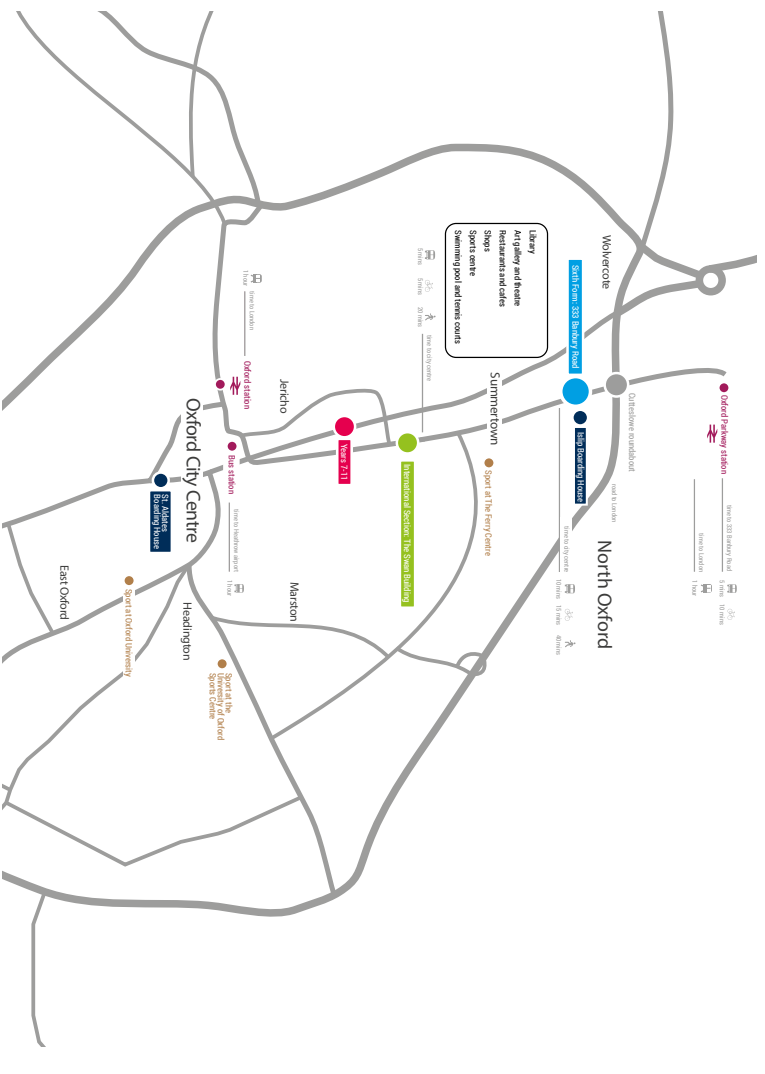 Oxford Parkway station
time to 333 Banbury Road
5 mins
10 mins
time to London
1 hour
Wolvercote
Cutteslowe roundabout
road to London
North Oxford
Sixth Form: 333 Banbury Road
Islip Boarding House
time to city centre
10 mins
15 mins
40 mins
Library
Art gallery and theatre
Restaurants and cafes
Shops
Sports centre
Swimming pool and tennis courts
Summertown
Sport at The Ferry Centre
5 mins
5 mins
20 mins
time to city centre
International Section: The Swan Building
Years 7-11
Jericho
Marston
1 hour
time to London
Oxford station
Bus station
time to Heathrow airport
1 hour
Sport at the
University of Oxford
Sports Centre
Oxford City Centre
Headington
St. Aldates
Boarding House
Sport at Oxford University
East Oxford